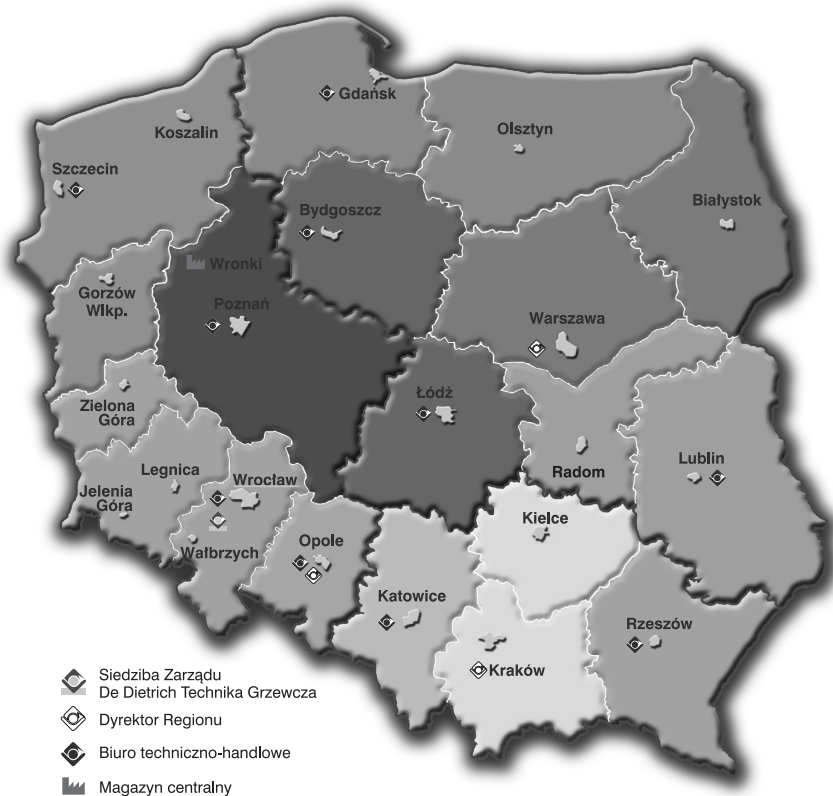 Gdańsk
Koszalin
Olsztyn
Szczecin
Białystok
Bydgoszcz
Wronki
Gorzów
Wlkp.
Poznań
Warszawa
Łódź
Zielona
Góra
Legnica
Wrocław
Radom
Lublin
Jelenia
Góra
Kielce
Wałbrzych
Opole
Katowice
Rzeszów
Kraków
Siedziba Zarządu
De Dietrich Technika Grzewcza
Dyrektor Regionu
Biuro techniczno-handlowe
Magazyn centralny